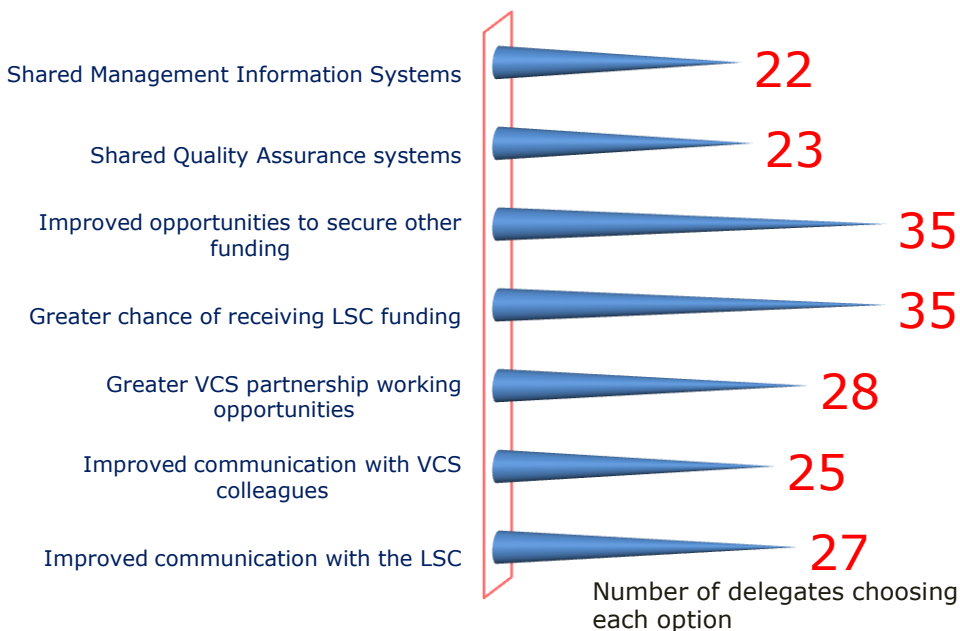 Shared Management Information Systems
22
Shared Quality Assurance systems
23
Improved opportunities to secure other
funding
35
Greater chance of receiving LSC funding
35
Greater VCS partnership working
opportunities
28
Improved communication with VCS
colleagues
25
Improved communication with the LSC
27
Number of delegates choosing
each option